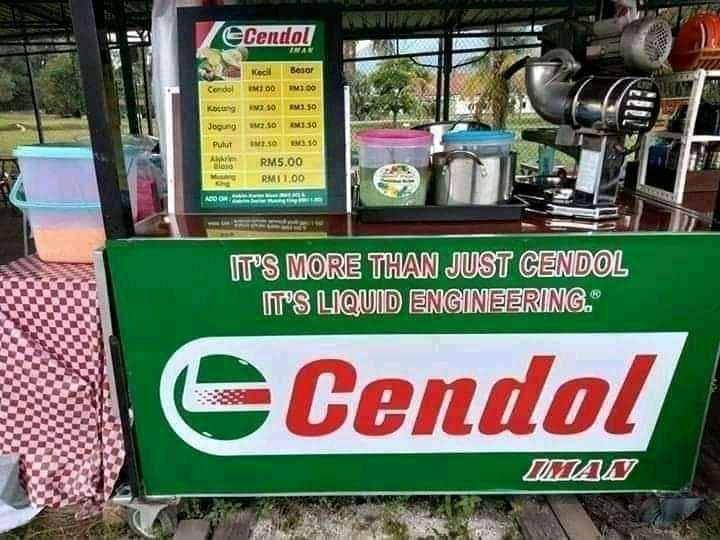 Cendol
IMAN
Kecil Besar
Cendol RM2.00 RM3.00
Kacang RM2.50 RM3.50
Jagung RM2.50 RM3.50
Pulut RM2.50 RM3.50
Aiskrim Biasa RM5.00
Musang King RM11.00
ADD ON
IT'S MORE THAN JUST CENDOL
IT'S LIQUID ENGINEERING.®
Cendol
IMAN